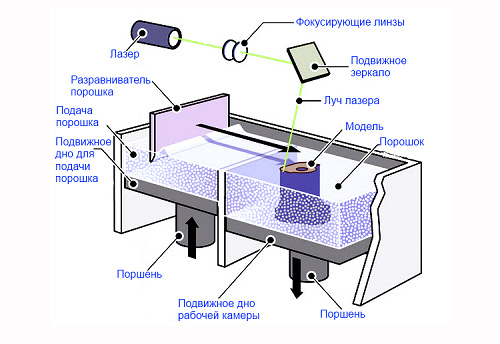 Фокусирующие линзы
Лазер
Подвижное
зеркало
Разравниватель
порошка
Луч лазера
Подача
порошка
Модель
Порошок
Подвижное
дно для
подачи
порошка
Поршень
Подвижное дно
рабочей камеры
Поршень